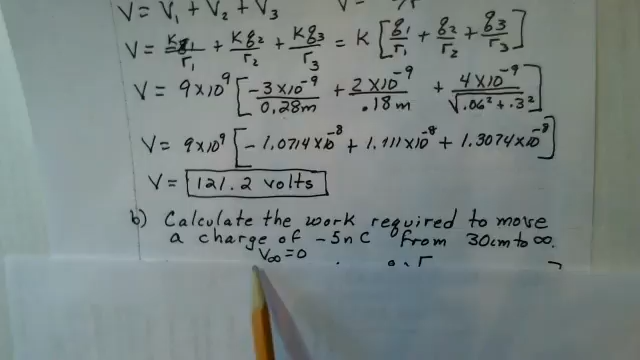 V = V₁ + V₂ + V₃
V = Kq₁/r₁ + Kq₂/r₂ + Kq₃/r₃ = K [q₁/r₁ + q₂/r₂ + q₃/r₃]
V = 9×10⁹ [-3×10⁻⁹/0.28m + 2×10⁻⁹/.18m + 4×10⁻⁹/√.06²+.3²]
V = 9×10⁹ [-1.0714×10⁻⁸ + 1.111×10⁻⁸ + 1.3074×10⁻⁸]
V = 121.2 volts
b) Calculate the work required to move
a charge of -5nC from 30cm to ∞.
V∞=0